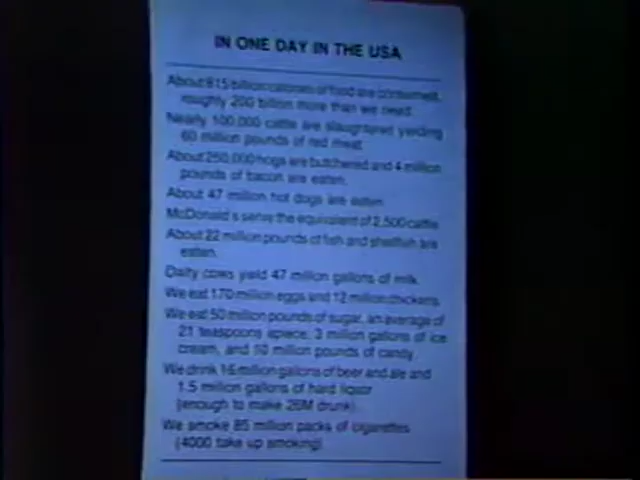 IN ONE DAY IN THE USA
About 815 billion calories of food are consumed,
roughly 200 billion more than we need.
Nearly 100,000 cattle are slaughtered yielding
60 million pounds of red meat.
About 250,000 hogs are butchered and 4 million
pounds of bacon are eaten.
About 47 million hot dogs are eaten.
McDonald's serve the equivalent of 2,500 cattle.
About 22 million pounds of fish and shellfish are
eaten.
Dairy cows yield 47 million gallons of milk.
We eat 170 million eggs and 12 million chickens.
We eat 50 million pounds of sugar, an average of
21 teaspoons apiece, 3 million gallons of ice
cream, and 10 million pounds of candy.
We drink 16 million gallons of beer and ale and
1.5 million gallons of hard liquor
(enough to make 26M drunk).
We smoke 85 million packs of cigarettes
(4000 take up smoking).